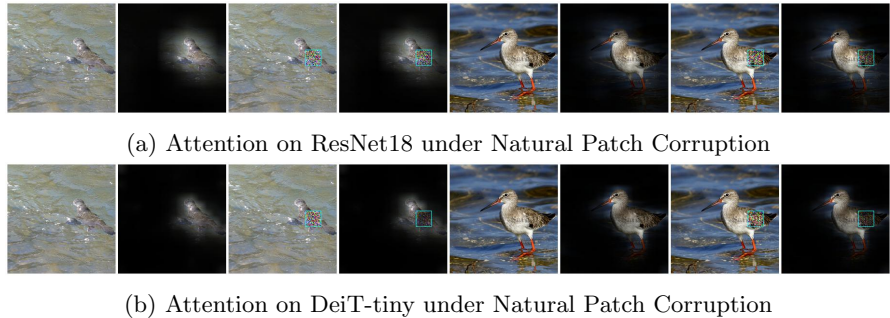 (a) Attention on ResNet18 under Natural Patch Corruption
(b) Attention on DeiT-tiny under Natural Patch Corruption